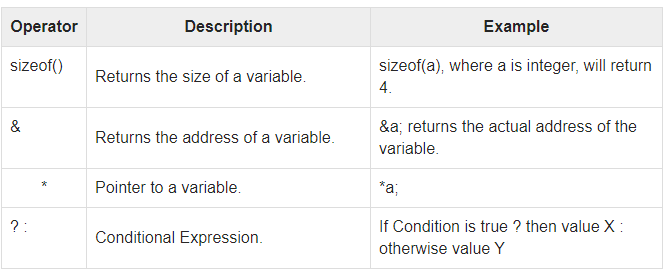 Operator Description Example
sizeof() Returns the size of a variable. sizeof(a), where a is integer, will return
4.
& Returns the address of a variable. &a; returns the actual address of the
variable.
* Pointer to a variable. *a;
? : Conditional Expression. If Condition is true ? then value X :
otherwise value Y